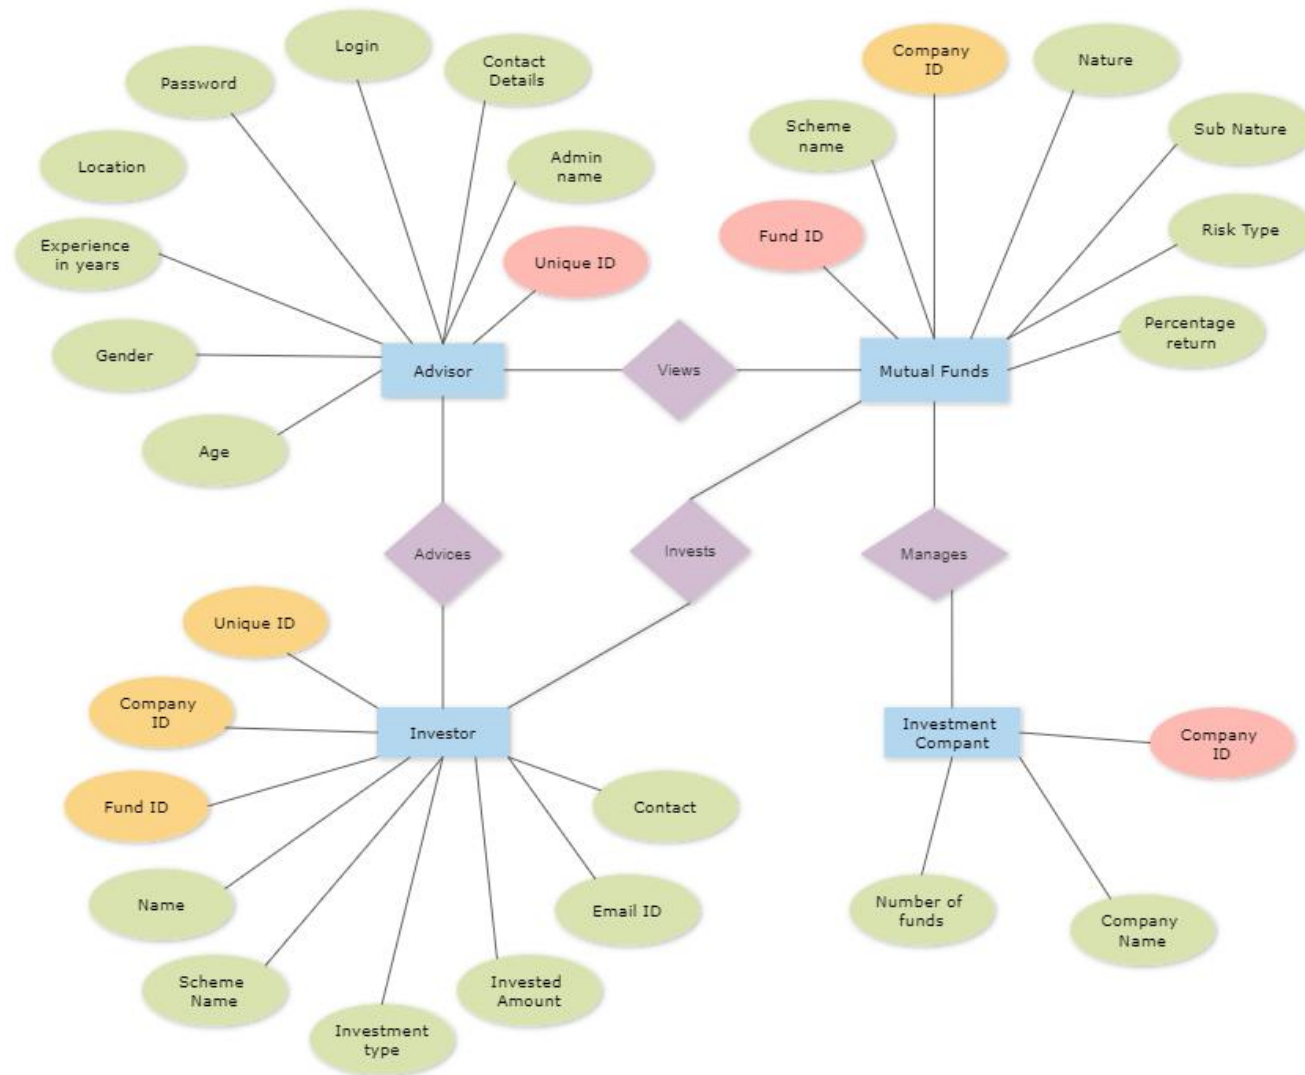 Login
Contact
Details
Password
Company
ID
Nature
Scheme
name
Sub Nature
Location
Admin
name
Fund ID
Risk Type
Experience
in years
Unique ID
Percentage
return
Gender
Advisor
Views
Mutual Funds
Age
Advices
Invests
Manages
Unique ID
Company
ID
Investor
Investment
Compant
Company
ID
Fund ID
Contact
Name
Email ID
Number of
funds
Company
Name
Scheme
Name
Invested
Amount
Investment
type